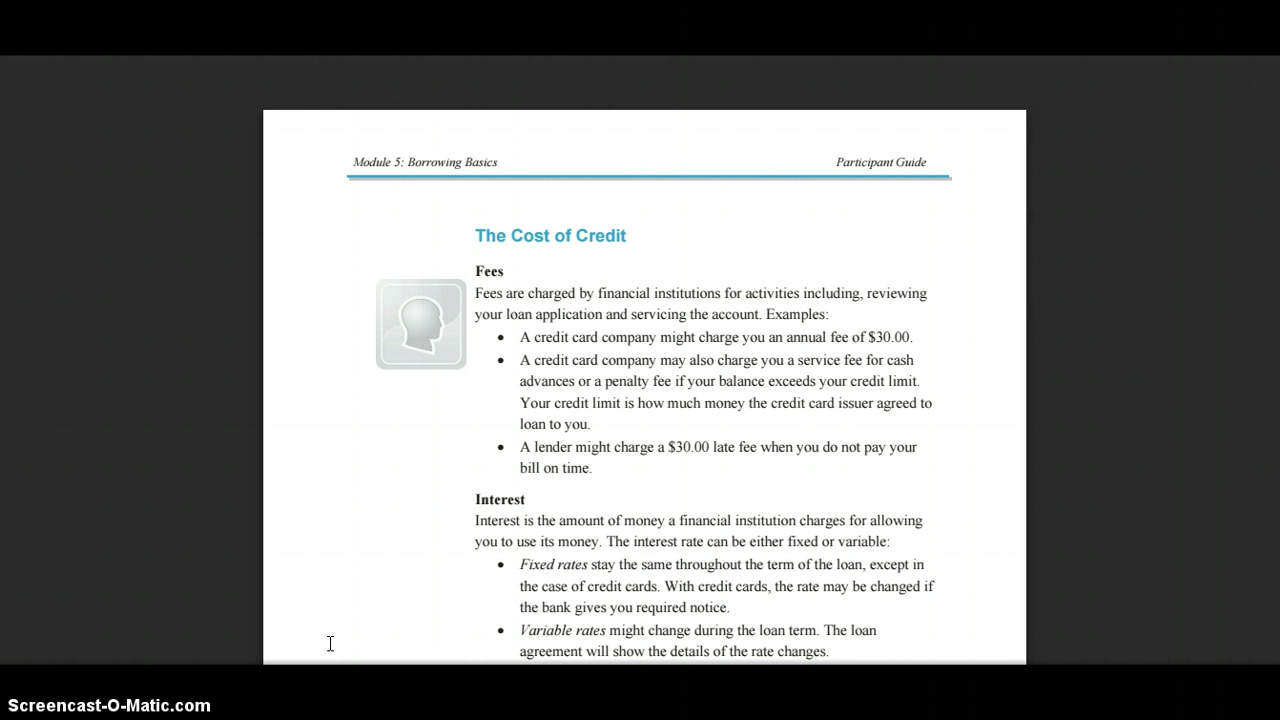 Module 5: Borrowing Basics
Participant Guide
The Cost of Credit
Fees
Fees are charged by financial institutions for activities including, reviewing
your loan application and servicing the account. Examples:
• A credit card company might charge you an annual fee of $30.00.
• A credit card company may also charge you a service fee for cash
advances or a penalty fee if your balance exceeds your credit limit.
Your credit limit is how much money the credit card issuer agreed to
loan to you.
• A lender might charge a $30.00 late fee when you do not pay your
bill on time.
Interest
Interest is the amount of money a financial institution charges for allowing
you to use its money. The interest rate can be either fixed or variable:
• Fixed rates stay the same throughout the term of the loan, except in
the case of credit cards. With credit cards, the rate may be changed if
the bank gives you required notice.
• Variable rates might change during the loan term. The loan
agreement will show the details of the rate changes.
Screencast-O-Matic.com